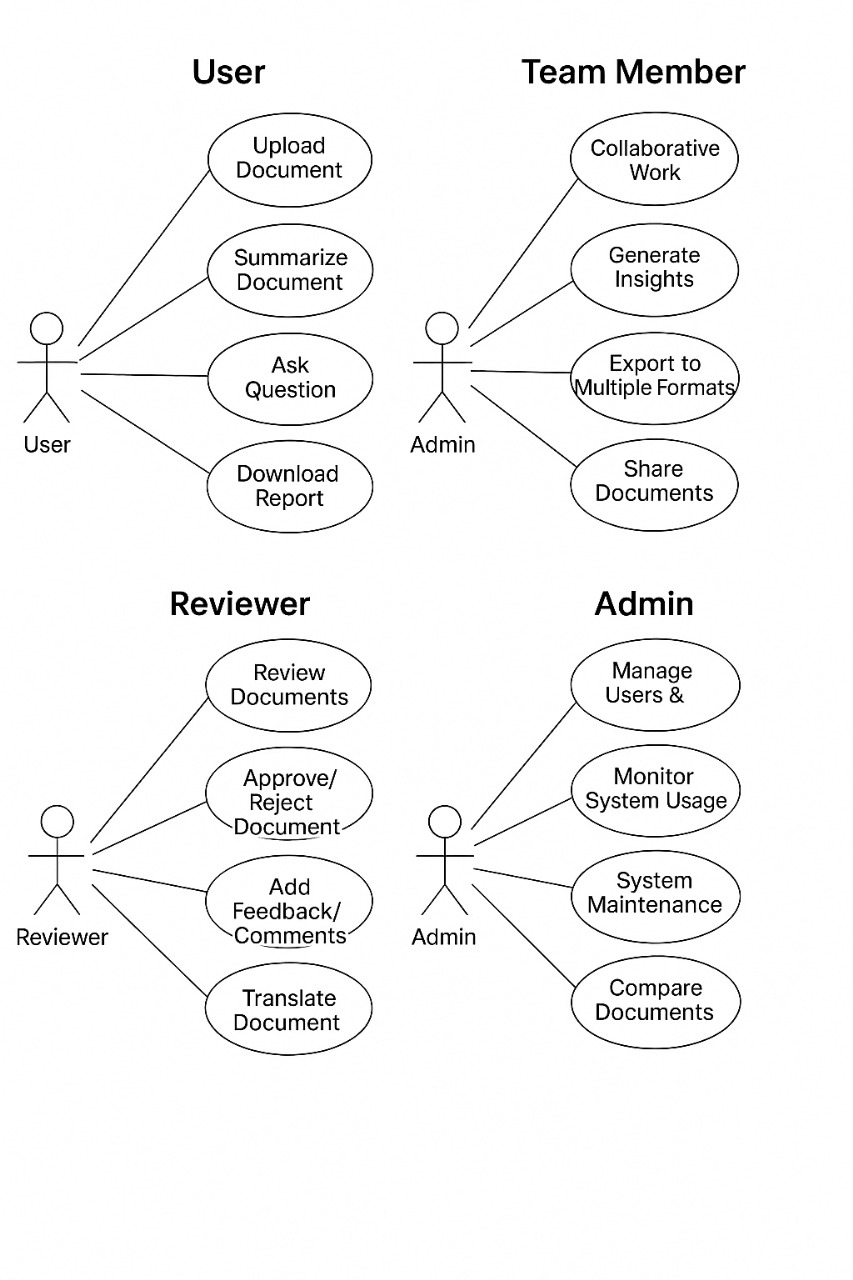 User
Upload
Document
Summarize
Document
Ask
Question
Download
Report
User
Team Member
Collaborative
Work
Generate
Insights
Export to
Multiple Formats
Share
Documents
Admin
Reviewer
Review
Documents
Approve/
Reject
Document
Add
Feedback/
Comments
Translate
Document
Reviewer
Admin
Manage
Users &
Monitor
System Usage
System
Maintenance
Compare
Documents
Admin